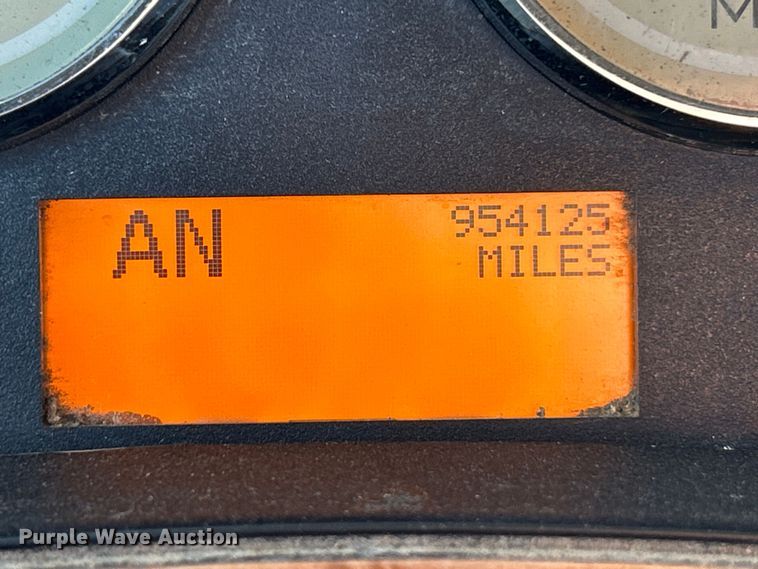 M
AN 954125
MILES
Purple Wave Auction